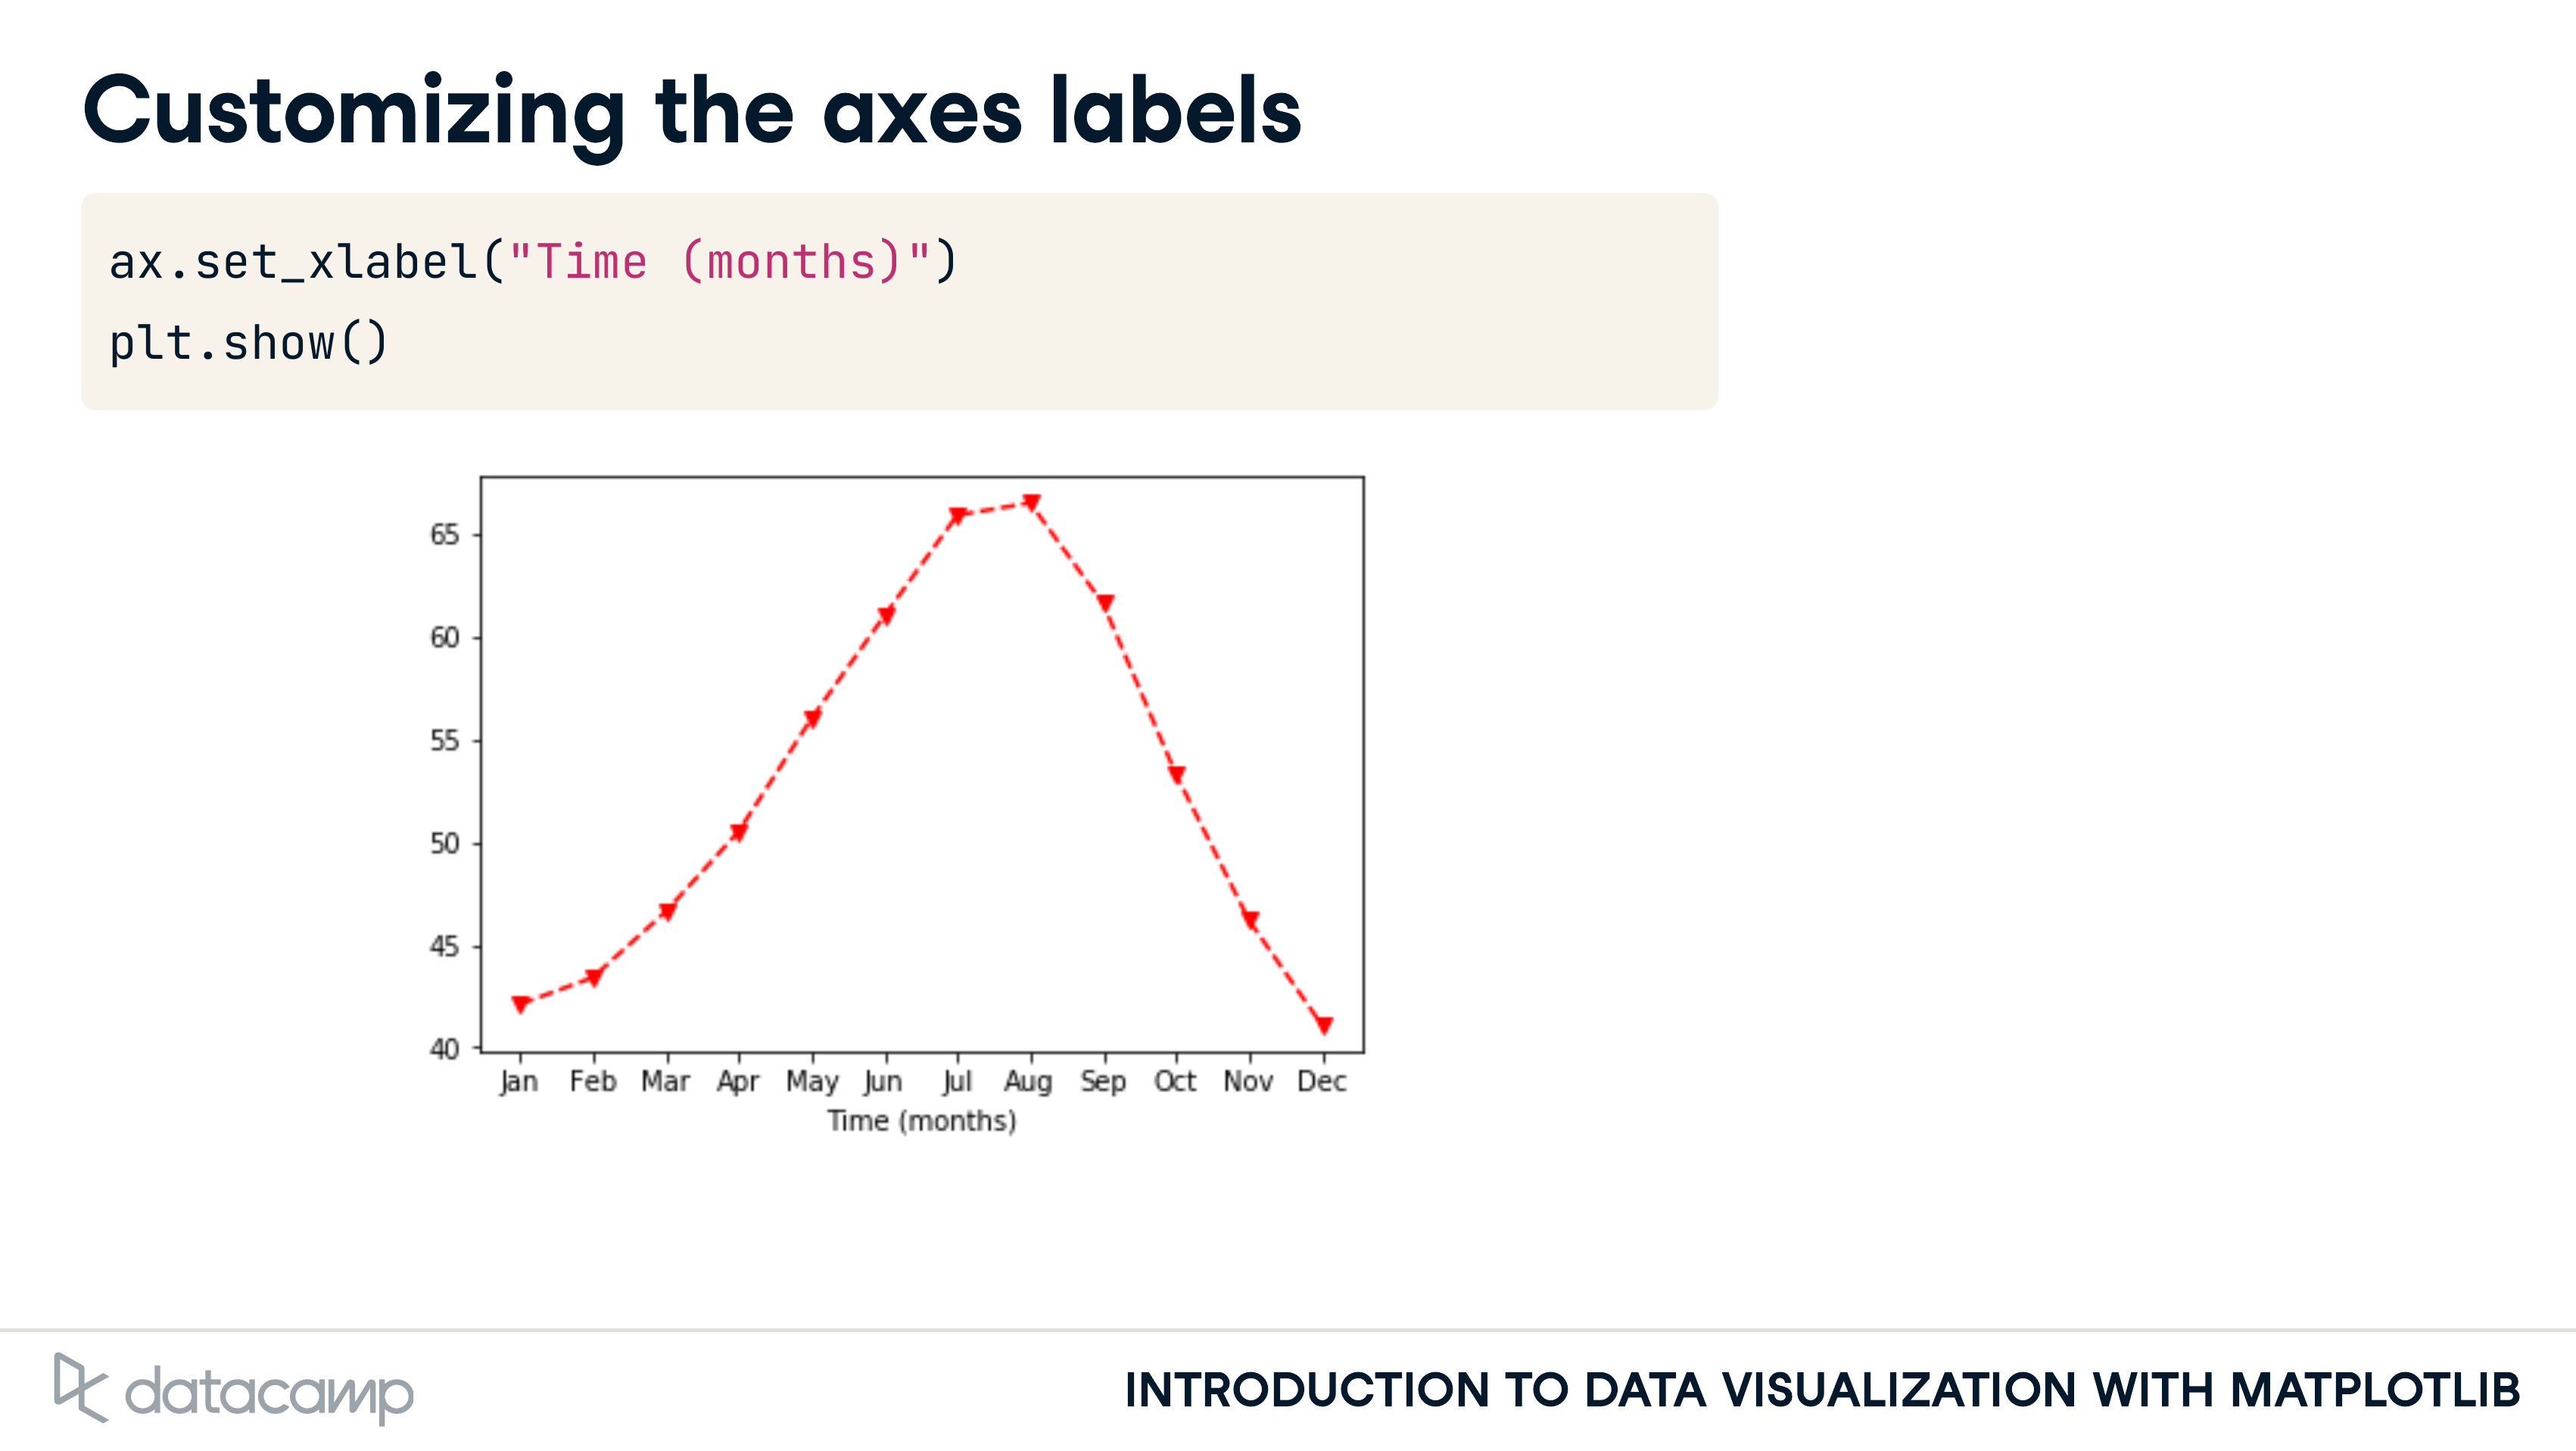 Customizing the axes labels
ax.set_xlabel("Time (months)")
plt.show()
65
60
55
50
45
40
Jan Feb Mar Apr May Jun Jul Aug Sep Oct Nov Dec
Time (months)
datacamp
INTRODUCTION TO DATA VISUALIZATION WITH MATPLOTLIB